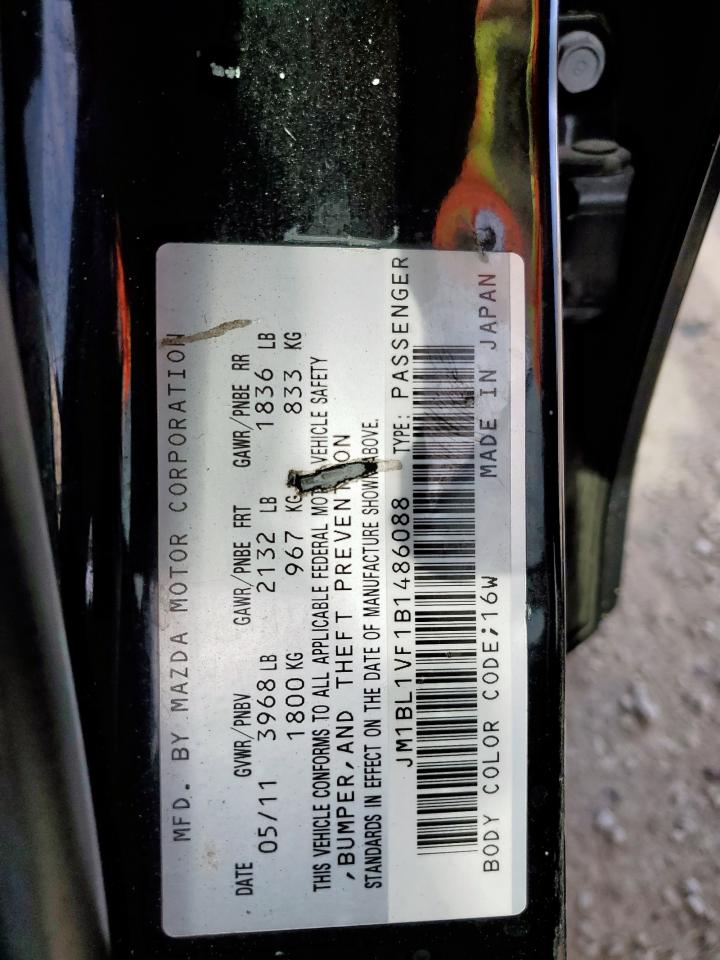 MFD. BY MAZDA MOTOR CORPORATION
DATE GVWR/PNBV GAWR/PNBE FRT GAWR/PNBE RR
05/11 3968 LB 2132 LB 1836 LB
1800 KG 967 KG 833 KG
THIS VEHICLE CONFORMS TO ALL APPLICABLE FEDERAL MOTOR VEHICLE SAFETY
,BUMPER,AND THEFT PREVENTION
STANDARDS IN EFFECT ON THE DATE OF MANUFACTURE SHOWN ABOVE.
JM1BL1VF1B1486088 TYPE: PASSENGER
BODY COLOR CODE;16W MADE IN JAPAN